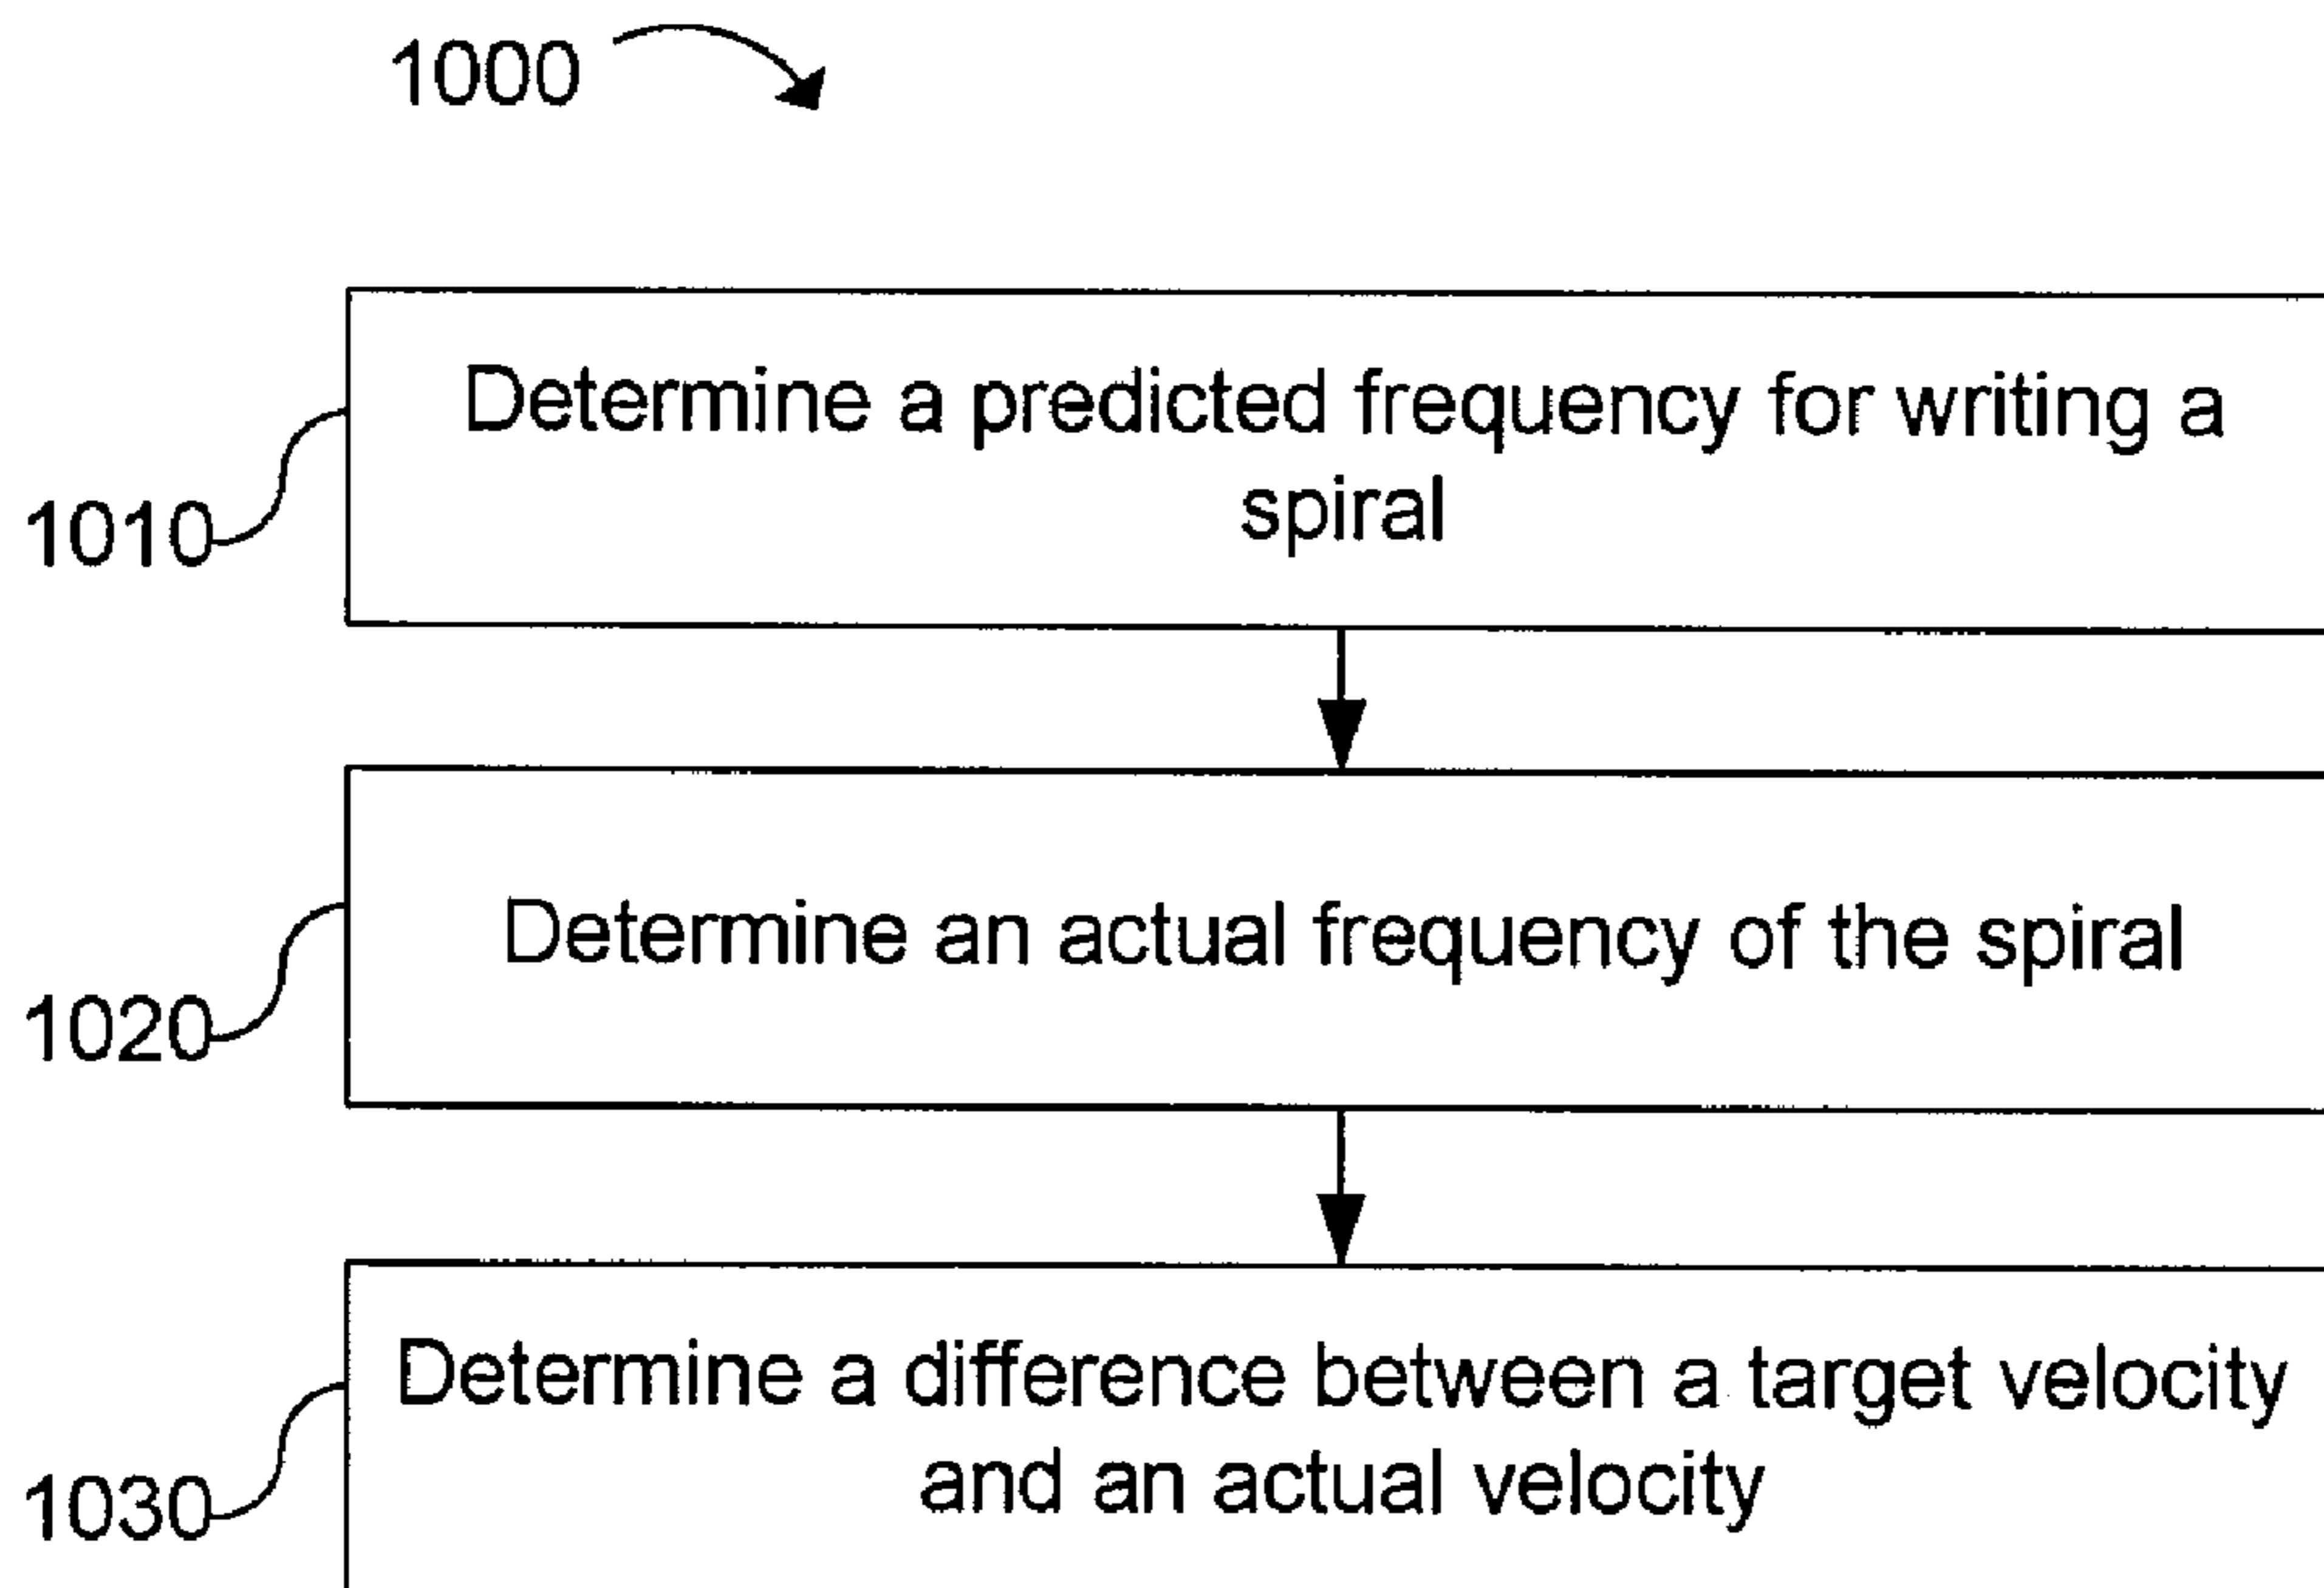 1000
Determine a predicted frequency for writing a
spiral
1010
Determine an actual frequency of the spiral
1020
Determine a difference between a target velocity
and an actual velocity
1030